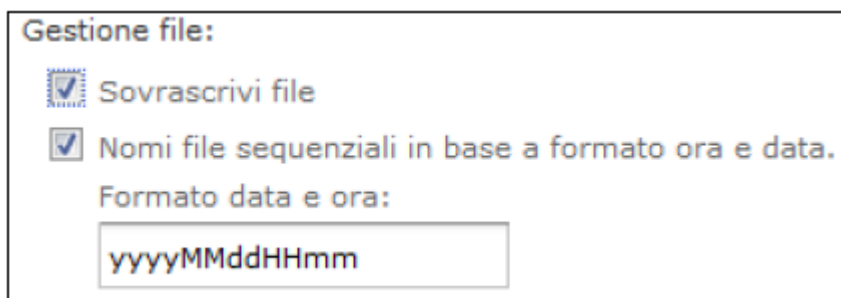 Gestione file:
Sovrascrivi file
Nomi file sequenziali in base a formato ora e data.
Formato data e ora:
yyyyMMddHHmm